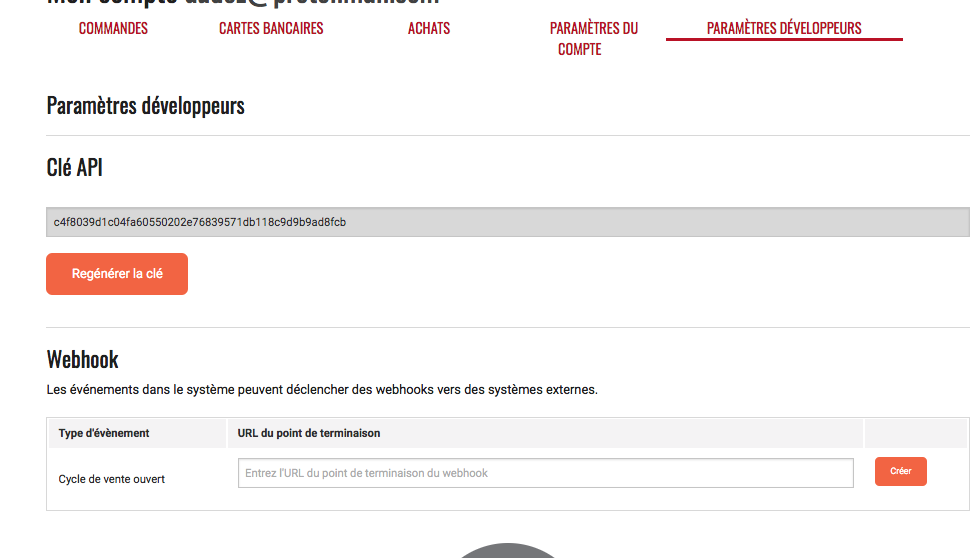 COMMANDES
CARTES BANCAIRES
ACHATS
PARAMÈTRES DU
COMPTE
PARAMÈTRES DÉVELOPPEURS
Paramètres développeurs
Clé API
c4f8039d1c04fa60550202e76839571db118c9d9b9ad8fcb
Regénérer la clé
Webhook
Les événements dans le système peuvent déclencher des webhooks vers des systèmes externes.
Type d'évènement
URL du point de terminaison
Cycle de vente ouvert
Entrez l'URL du point de terminaison du webhook
Créer